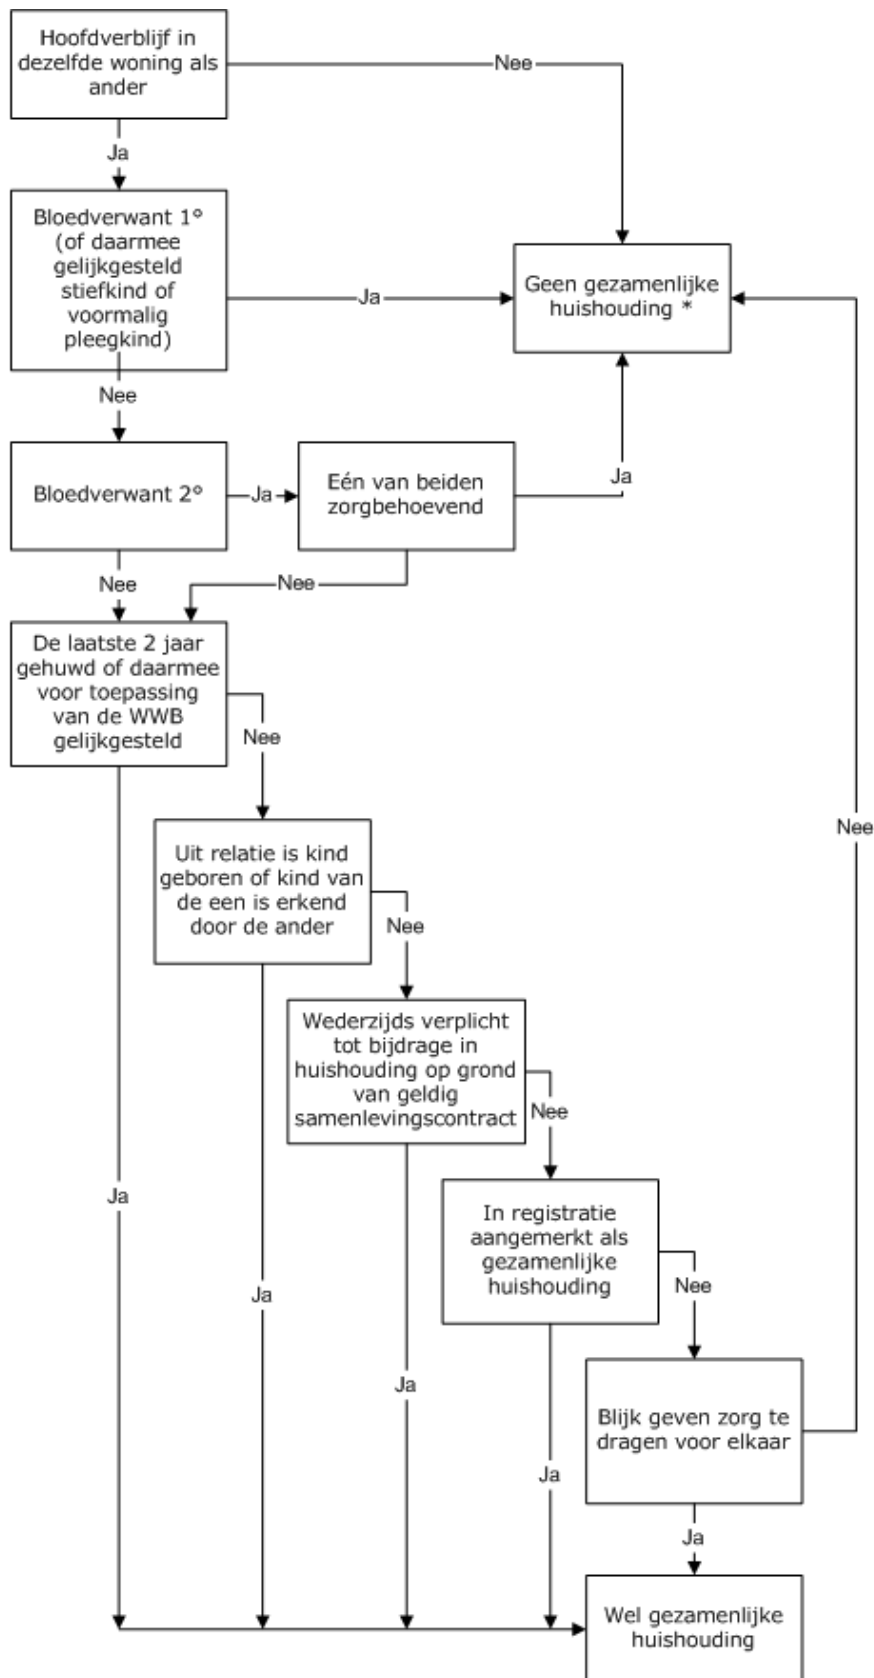 Hoofdverblijf in
dezelfde woning als
ander
Nee
Ja
Bloedverwant 1°
(of daarmee
gelijkgesteld
stiefkind of
voormalig
pleegkind)
Ja
Geen gezamenlijke
huishouding *
Nee
Bloedverwant 2°
Ja
Eén van beiden
zorgbehoevend
Ja
Nee
Nee
De laatste 2 jaar
gehuwd of daarmee
voor toepassing
van de WWB
gelijkgesteld
Nee
Uit relatie is kind
geboren of kind van
de een is erkend
door de ander
Nee
Nee
Wederzijds verplicht
tot bijdrage in
huishouding op grond
van geldig
samenlevingscontract
Nee
Ja
In registratie
aangemerkt als
gezamenlijke
huishouding
Nee
Ja
Ja
Blijk geven zorg te
dragen voor elkaar
Ja
Ja
Wel gezamenlijke
huishouding